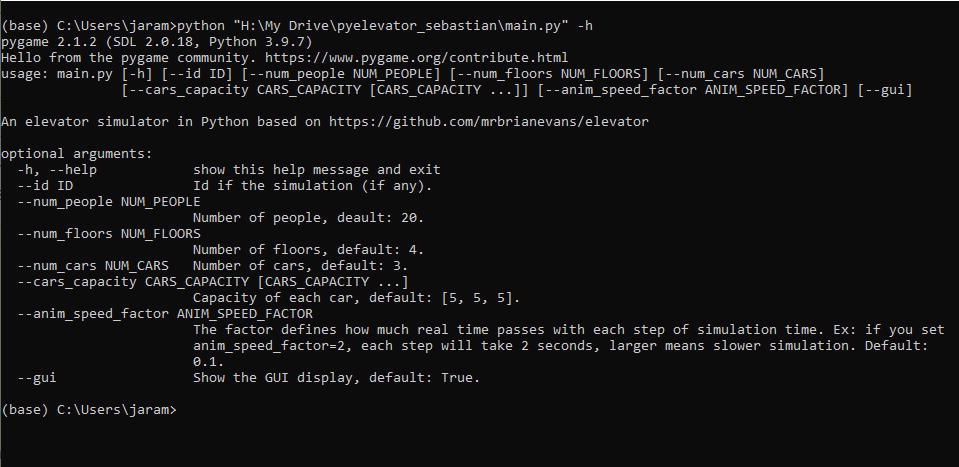 (base) C:\Users\jaram>python "H:\My Drive\pyelevator_sebastian\main.py" -h
pygame 2.1.2 (SDL 2.0.18, Python 3.9.7)
Hello from the pygame community. https://www.pygame.org/contribute.html
usage: main.py [-h] [--id ID] [--num_people NUM_PEOPLE] [--num_floors NUM_FLOORS] [--num_cars NUM_CARS]
               [--cars_capacity CARS_CAPACITY [CARS_CAPACITY ...]] [--anim_speed_factor ANIM_SPEED_FACTOR] [--gui]

An elevator simulator in Python based on https://github.com/mrbrianevans/elevator

optional arguments:
  -h, --help            show this help message and exit
  --id ID               Id if the simulation (if any).
  --num_people NUM_PEOPLE
                        Number of people, deault: 20.
  --num_floors NUM_FLOORS
                        Number of floors, default: 4.
  --num_cars NUM_CARS   Number of cars, default: 3.
  --cars_capacity CARS_CAPACITY [CARS_CAPACITY ...]
                        Capacity of each car, default: [5, 5, 5].
  --anim_speed_factor ANIM_SPEED_FACTOR
                        The factor defines how much real time passes with each step of simulation time. Ex: if you set
                        anim_speed_factor=2, each step will take 2 seconds, larger means slower simulation. Default:
                        0.1.
  --gui                 Show the GUI display, default: True.

(base) C:\Users\jaram>